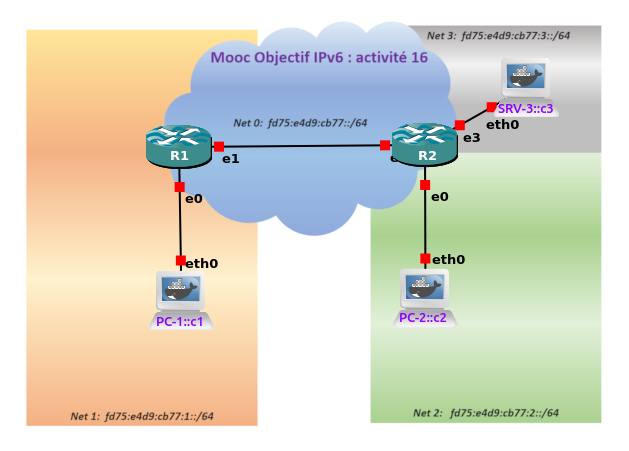 Net 3: fd75:e4d9:cb77:3::/64
Mooc Objectif IPv6 : activité 16
SRV-3::c3
eth0
Net 0: fd75:e4d9:cb77::/64
e3
R1
e1
R2
e0
e0
eth0
eth0
PC-1::c1
PC-2::c2
Net 1: fd75:e4d9:cb77:1::/64
Net 2: fd75:e4d9:cb77:2::/64